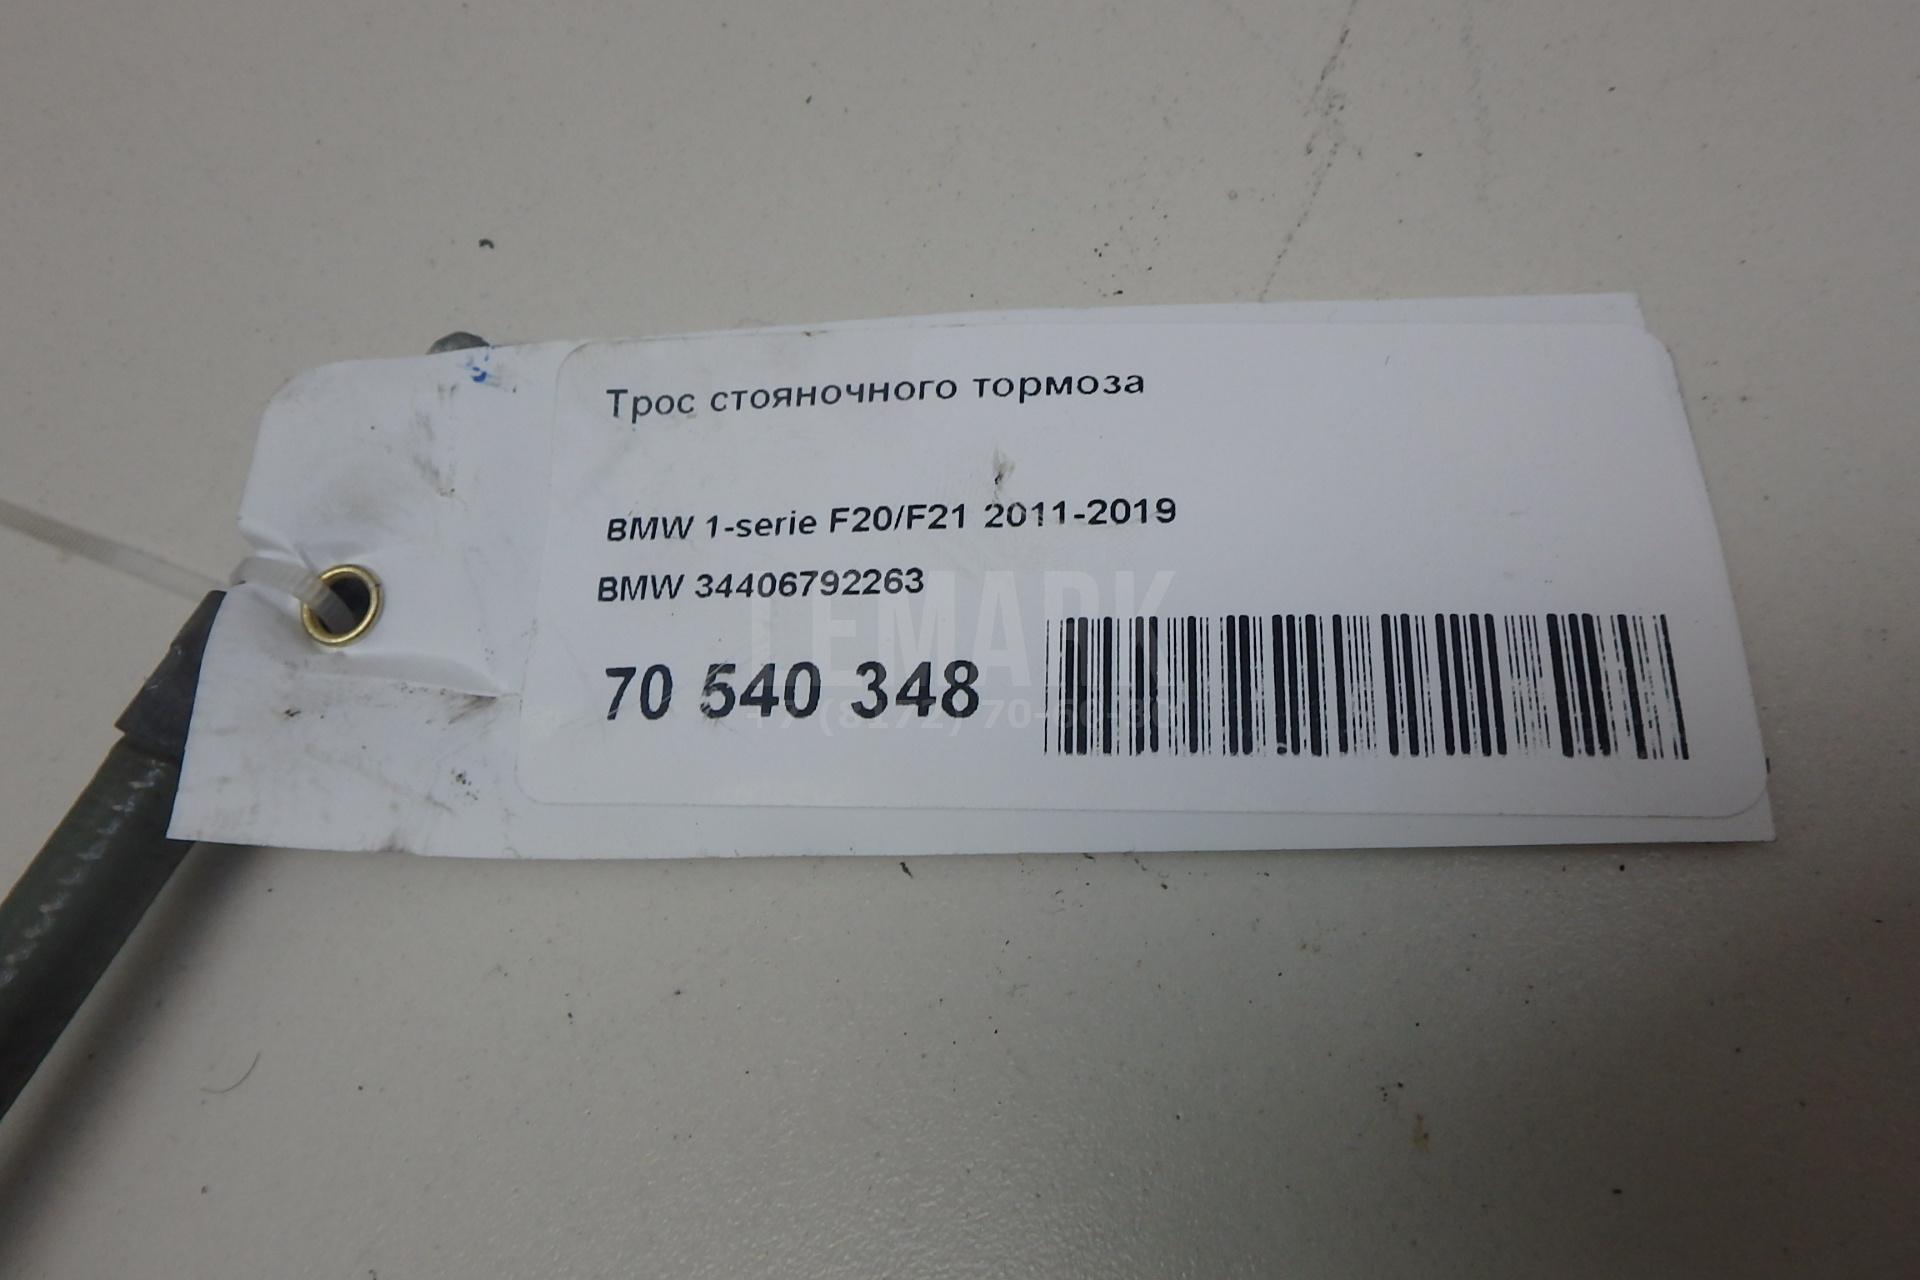 Трос стояночного тормоза
BMW 1-serie F20/F21 2011-2019
BMW 34406792263
70 540 348